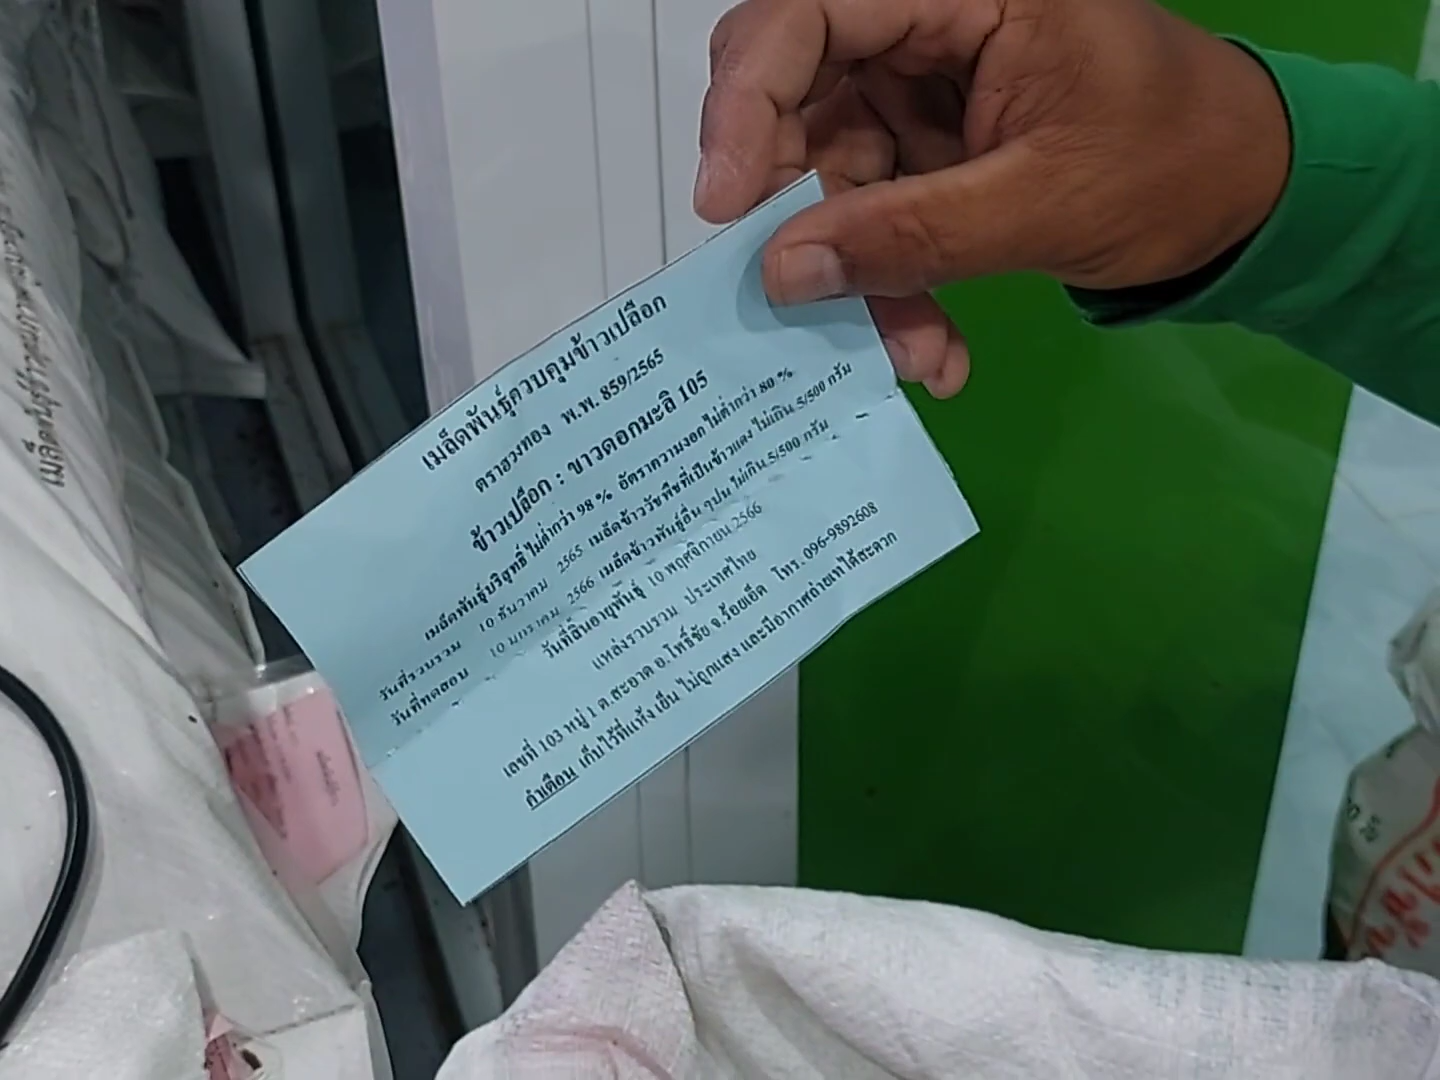 เมล็ดพันธุ์ควบคุมข้าวเปลือก
ตราฮวงทอง พ.พ. 859/2565
ข้าวเปลือก : ขาวดอกมะลิ 105
เมล็ดพันธุ์บริสุทธิ์ ไม่ต่ำกว่า 98 % อัตราความงอก ไม่ต่ำกว่า 80 %
วันที่รวบรวม 10 ธันวาคม 2565 เมล็ดข้าววัชพืชที่เป็นข้าวแดง ไม่เกิน 5/500 กรัม
วันที่ทดสอบ 10 มกราคม 2566 เมล็ดข้าวพันธุ์อื่น ๆปน ไม่เกิน 5/500 กรัม
วันที่สิ้นอายุพันธุ์ 10 พฤศจิกายน 2566
แหล่งรวบรวม ประเทศไทย
เลขที่ 103 หมู่ 1 ต.สะอาด อ.โพธิ์ชัย จ.ร้อยเอ็ด โทร. 096-9892608
คำเตือน เก็บไว้ที่แห้ง เย็น ไม่ถูกแสง และมีอากาศถ่ายเทได้สะดวก